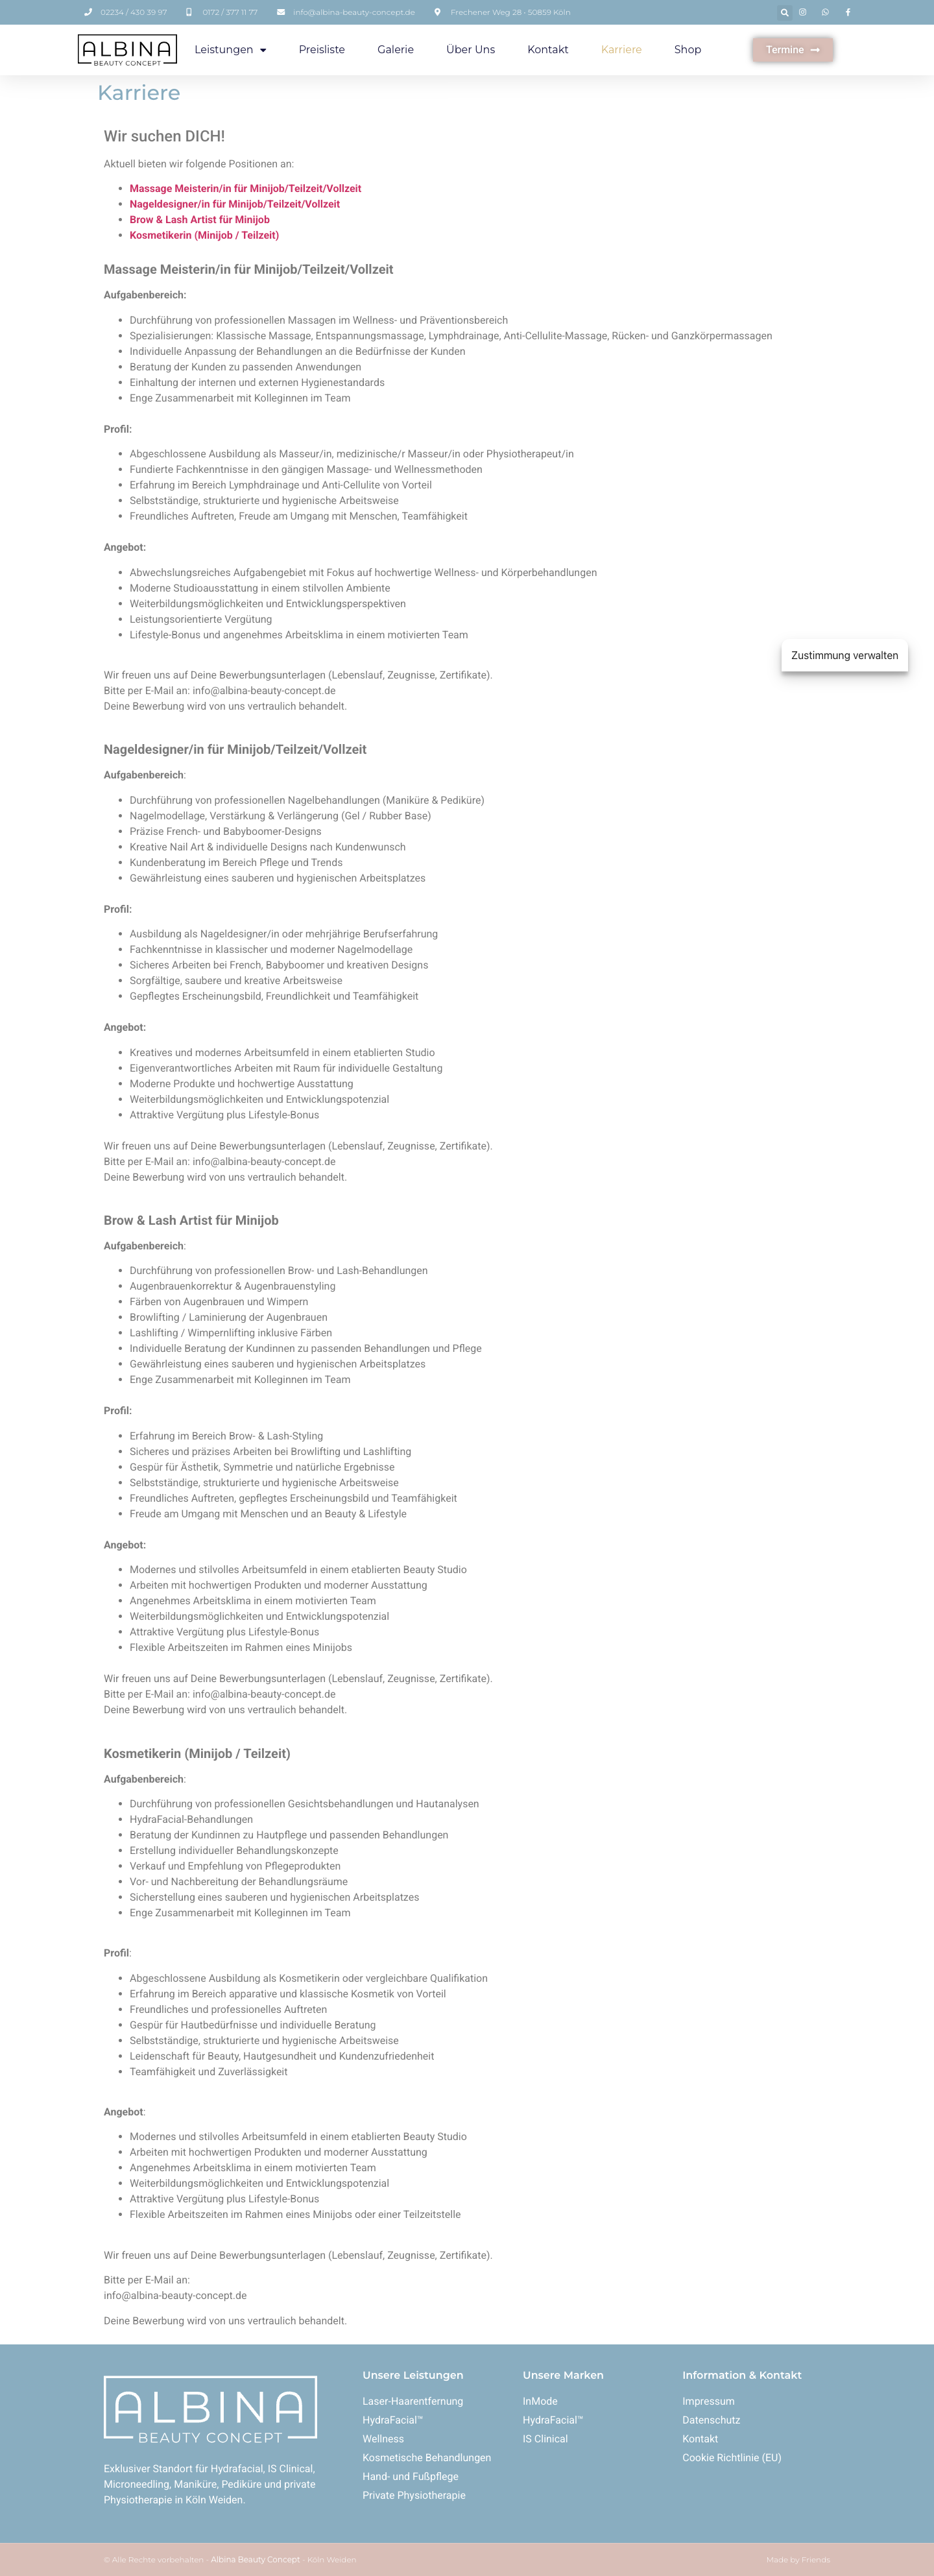 02234 / 430 39 97
0172 / 377 11 77
info@albina-beauty-concept.de
Frechener Weg 28 - 50859 Köln
ALBINA
BEAUTY CONCEPT
Leistungen
Preisliste
Galerie
Über Uns
Kontakt
Karriere
Shop
Termine
Karriere
Wir suchen DICH!
Aktuell bieten wir folgende Positionen an:
Massage Meisterin/in für Minijob/Teilzeit/Vollzeit
Nageldesigner/in für Minijob/Teilzeit/Vollzeit
Brow & Lash Artist für Minijob
Kosmetikerin (Minijob / Teilzeit)
Massage Meisterin/in für Minijob/Teilzeit/Vollzeit
Aufgabenbereich:
Durchführung von professionellen Massagen im Wellness- und Präventionsbereich
Spezialisierungen: Klassische Massage, Entspannungsmassage, Lymphdrainage, Anti-Cellulite-Massage, Rücken- und Ganzkörpermassagen
Individuelle Anpassung der Behandlungen an die Bedürfnisse der Kunden
Beratung der Kunden zu passenden Anwendungen
Einhaltung der internen und externen Hygienestandards
Enge Zusammenarbeit mit Kolleginnen im Team
Profil:
Abgeschlossene Ausbildung als Masseur/in, medizinische/r Masseur/in oder Physiotherapeut/in
Fundierte Fachkenntnisse in den gängigen Massage- und Wellnessmethoden
Erfahrung im Bereich Lymphdrainage und Anti-Cellulite von Vorteil
Selbstständige, strukturierte und hygienische Arbeitsweise
Freundliches Auftreten, Freude am Umgang mit Menschen, Teamfähigkeit
Angebot:
Abwechslungsreiches Aufgabengebiet mit Fokus auf hochwertige Wellness- und Körperbehandlungen
Moderne Studioausstattung in einem stilvollen Ambiente
Weiterbildungsmöglichkeiten und Entwicklungsperspektiven
Leistungsorientierte Vergütung
Lifestyle-Bonus und angenehmes Arbeitsklima in einem motivierten Team
Zustimmung verwalten
Wir freuen uns auf Deine Bewerbungsunterlagen (Lebenslauf, Zeugnisse, Zertifikate).
Bitte per E-Mail an: info@albina-beauty-concept.de
Deine Bewerbung wird von uns vertraulich behandelt.
Nageldesigner/in für Minijob/Teilzeit/Vollzeit
Aufgabenbereich:
Durchführung von professionellen Nagelbehandlungen (Maniküre & Pediküre)
Nagelmodellage, Verstärkung & Verlängerung (Gel / Rubber Base)
Präzise French- und Babyboomer-Designs
Kreative Nail Art & individuelle Designs nach Kundenwunsch
Kundenberatung im Bereich Pflege und Trends
Gewährleistung eines sauberen und hygienischen Arbeitsplatzes
Profil:
Ausbildung als Nageldesigner/in oder mehrjährige Berufserfahrung
Fachkenntnisse in klassischer und moderner Nagelmodellage
Sicheres Arbeiten bei French, Babyboomer und kreativen Designs
Sorgfältige, saubere und kreative Arbeitsweise
Gepflegtes Erscheinungsbild, Freundlichkeit und Teamfähigkeit
Angebot:
Kreatives und modernes Arbeitsumfeld in einem etablierten Studio
Eigenverantwortliches Arbeiten mit Raum für individuelle Gestaltung
Moderne Produkte und hochwertige Ausstattung
Weiterbildungsmöglichkeiten und Entwicklungspotenzial
Attraktive Vergütung plus Lifestyle-Bonus
Wir freuen uns auf Deine Bewerbungsunterlagen (Lebenslauf, Zeugnisse, Zertifikate).
Bitte per E-Mail an: info@albina-beauty-concept.de
Deine Bewerbung wird von uns vertraulich behandelt.
Brow & Lash Artist für Minijob
Aufgabenbereich:
Durchführung von professionellen Brow- und Lash-Behandlungen
Augenbrauenkorrektur & Augenbrauenstyling
Färben von Augenbrauen und Wimpern
Browlifting / Laminierung der Augenbrauen
Lashlifting / Wimpernlifting inklusive Färben
Individuelle Beratung der Kundinnen zu passenden Behandlungen und Pflege
Gewährleistung eines sauberen und hygienischen Arbeitsplatzes
Enge Zusammenarbeit mit Kolleginnen im Team
Profil:
Erfahrung im Bereich Brow- & Lash-Styling
Sicheres und präzises Arbeiten bei Browlifting und Lashlifting
Gespür für Ästhetik, Symmetrie und natürliche Ergebnisse
Selbstständige, strukturierte und hygienische Arbeitsweise
Freundliches Auftreten, gepflegtes Erscheinungsbild und Teamfähigkeit
Freude am Umgang mit Menschen und an Beauty & Lifestyle
Angebot:
Modernes und stilvolles Arbeitsumfeld in einem etablierten Beauty Studio
Arbeiten mit hochwertigen Produkten und moderner Ausstattung
Angenehmes Arbeitsklima in einem motivierten Team
Weiterbildungsmöglichkeiten und Entwicklungspotenzial
Attraktive Vergütung plus Lifestyle-Bonus
Flexible Arbeitszeiten im Rahmen eines Minijobs
Wir freuen uns auf Deine Bewerbungsunterlagen (Lebenslauf, Zeugnisse, Zertifikate).
Bitte per E-Mail an: info@albina-beauty-concept.de
Deine Bewerbung wird von uns vertraulich behandelt.
Kosmetikerin (Minijob / Teilzeit)
Aufgabenbereich:
Durchführung von professionellen Gesichtsbehandlungen und Hautanalysen
HydraFacial-Behandlungen
Beratung der Kundinnen zu Hautpflege und passenden Behandlungen
Erstellung individueller Behandlungskonzepte
Verkauf und Empfehlung von Pflegeprodukten
Vor- und Nachbereitung der Behandlungsräume
Sicherstellung eines sauberen und hygienischen Arbeitsplatzes
Enge Zusammenarbeit mit Kolleginnen im Team
Profil:
Abgeschlossene Ausbildung als Kosmetikerin oder vergleichbare Qualifikation
Erfahrung im Bereich apparative und klassische Kosmetik von Vorteil
Freundliches und professionelles Auftreten
Gespür für Hautbedürfnisse und individuelle Beratung
Selbstständige, strukturierte und hygienische Arbeitsweise
Leidenschaft für Beauty, Hautgesundheit und Kundenzufriedenheit
Teamfähigkeit und Zuverlässigkeit
Angebot:
Modernes und stilvolles Arbeitsumfeld in einem etablierten Beauty Studio
Arbeiten mit hochwertigen Produkten und moderner Ausstattung
Angenehmes Arbeitsklima in einem motivierten Team
Weiterbildungsmöglichkeiten und Entwicklungspotenzial
Attraktive Vergütung plus Lifestyle-Bonus
Flexible Arbeitszeiten im Rahmen eines Minijobs oder einer Teilzeitstelle
Wir freuen uns auf Deine Bewerbungsunterlagen (Lebenslauf, Zeugnisse, Zertifikate).
Bitte per E-Mail an:
info@albina-beauty-concept.de
Deine Bewerbung wird von uns vertraulich behandelt.
ALBINA
BEAUTY CONCEPT
Exklusiver Standort für Hydrafacial, IS Clinical,
Microneedling, Maniküre, Pediküre und private
Physiotherapie in Köln Weiden.
Unsere Leistungen
Laser-Haarentfernung
HydraFacial™
Wellness
Kosmetische Behandlungen
Hand- und Fußpflege
Private Physiotherapie
Unsere Marken
InMode
HydraFacial™
IS Clinical
Information & Kontakt
Impressum
Datenschutz
Kontakt
Cookie Richtlinie (EU)
© Alle Rechte vorbehalten - Albina Beauty Concept - Köln Weiden
Made by Friends